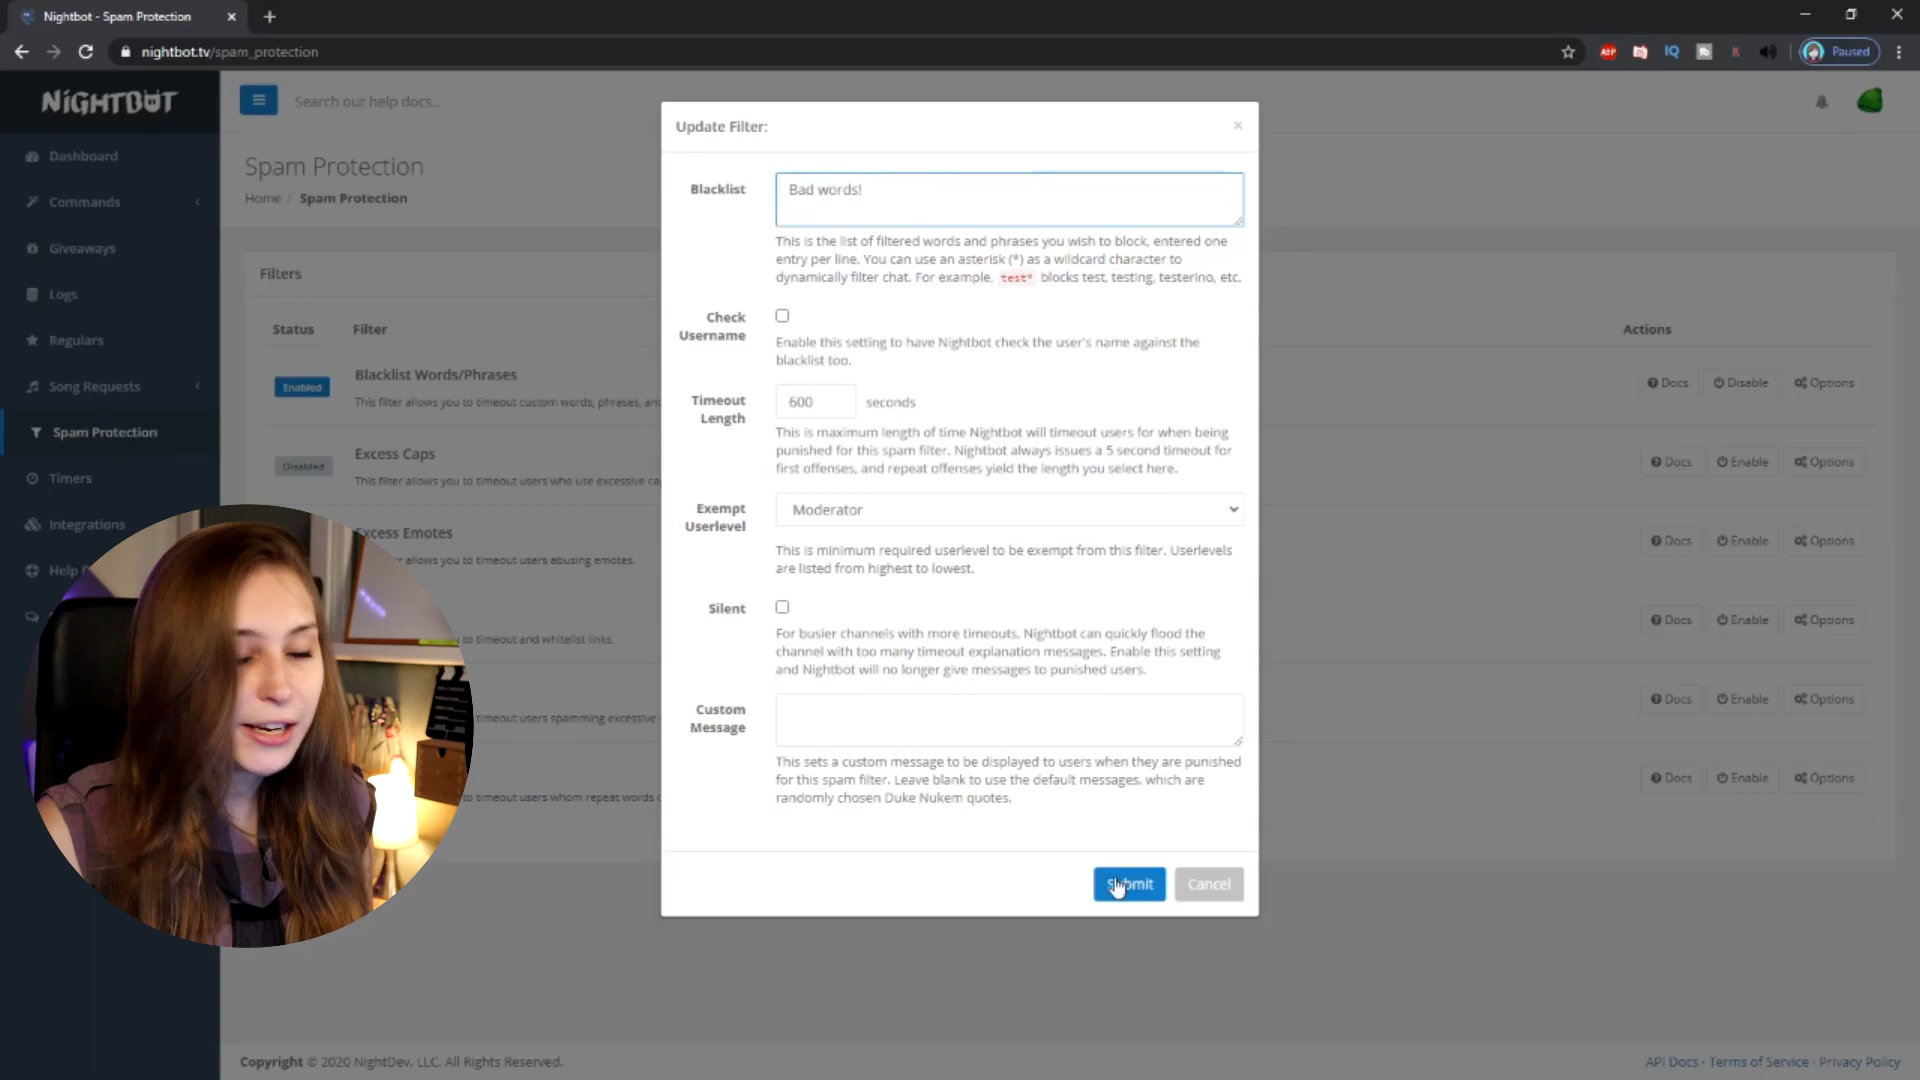 Nightbot - Spam Protection
nightbot.tv/spam_protection
ABP
IQ
K
Paused
NIGHTBOT
Search our help docs..
Dashboard
Commands
Giveaways
Logs
Regulars
Song Requests
Spam Protection
Timers
Integrations
Help
Spam Protection
Home / Spam Protection
Filters
Status Filter Actions
Enabled Blacklist Words/Phrases Docs Disable Options
This filter allows you to timeout custom words, phrases, an
Disabled Excess Caps Docs Enable Options
This filter allows you to timeout users who use excessive ca
Excess Emotes Docs Enable Options
allows you to timeout users abusing emotes.
Docs Enable Options
to timeout and whitelist links.
Docs Enable Options
timeout users spamming excessive
Docs Enable Options
to timeout users whom repeat words
Update Filter:
Blacklist Bad words!
This is the list of filtered words and phrases you wish to block, entered one
entry per line. You can use an asterisk (*) as a wildcard character to
dynamically filter chat. For example, test* blocks test, testing, testerino, etc.
Check
Username
Enable this setting to have Nightbot check the user's name against the
blacklist too.
Timeout
Length
600 seconds
This is maximum length of time Nightbot will timeout users for when being
punished for this spam filter. Nightbot always issues a 5 second timeout for
first offenses, and repeat offenses yield the length you select here.
Exempt
Userlevel
Moderator
This is minimum required userlevel to be exempt from this filter. Userlevels
are listed from highest to lowest.
Silent
For busier channels with more timeouts, Nightbot can quickly flood the
channel with too many timeout explanation messages. Enable this setting
and Nightbot will no longer give messages to punished users.
Custom
Message
This sets a custom message to be displayed to users when they are punished
for this spam filter. Leave blank to use the default messages, which are
randomly chosen Duke Nukem quotes.
Submit Cancel
Copyright © 2020 NightDev, LLC. All Rights Reserved.
API Docs · Terms of Service · Privacy Policy